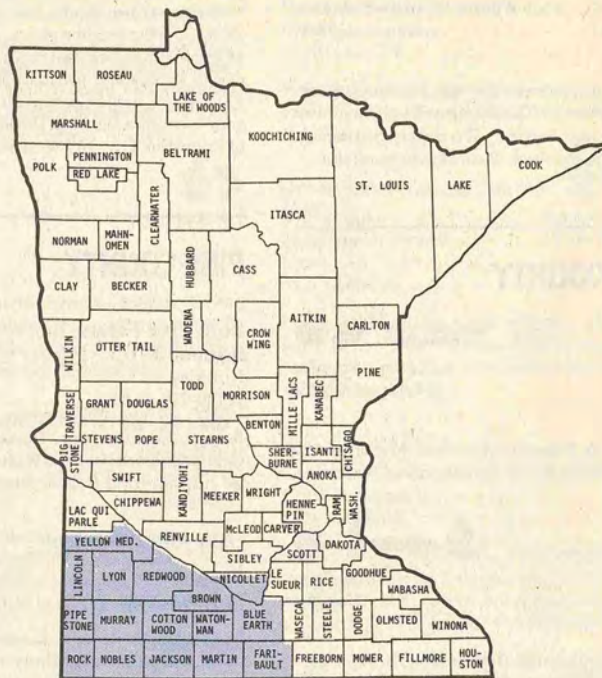 KITTSON
ROSEAU
LAKE OF
THE WOODS
MARSHALL
KOOCHICHING
BELTRAMI
POLK
PENNINGTON
RED LAKE
CLEARWATER
ST. LOUIS
LAKE
COOK
ITASCA
NORMAN
MAHN-
OMEN
HUBBARD
CASS
CLAY
BECKER
AITKIN
CARLTON
WADENA
CROW
WING
WILKIN
OTTER TAIL
PINE
TODD
MORRISON
MILLE LACS
KANABEC
GRANT
DOUGLAS
TRAVERSE
BENTON
STEVENS
POPE
STEARNS
BIG
STONE
SHER-
BURNE
ISANTI
CHISAGO
ANOKA
SWIFT
KANDIYOHI
MEEKER
WRIGHT
CHIPPEWA
HENNE
PIN
RAM
WASH.
LAC QUI
PARLE
RENVILLE
McLEOD
CARVER
YELLOW MED.
DAKOTA
SCOTT
SIBLEY
LINCOLN
LYON
REDWOOD
NICOLLET
LE
SUEUR
RICE
GOODHUE
WABASHA
BROWN
PIPE
STONE
MURRAY
COTTON
WOOD
WATON-
WAN
BLUE
EARTH
WASECA
STEELE
DODGE
OLMSTED
WINONA
ROCK
NOBLES
JACKSON
MARTIN
FARI-
BAULT
FREEBORN
MOWER
FILLMORE
HOU-
STON